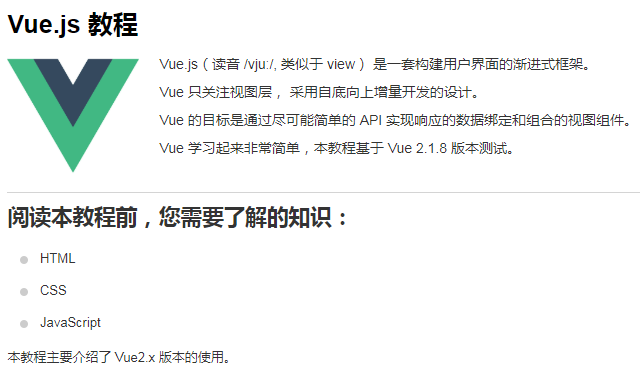 Vue.js 教程
Vue.js（读音 /vjuː/, 类似于 view） 是一套构建用户界面的渐进式框架。
Vue 只关注视图层， 采用自底向上增量开发的设计。
Vue 的目标是通过尽可能简单的 API 实现响应的数据绑定和组合的视图组件。
Vue 学习起来非常简单，本教程基于 Vue 2.1.8 版本测试。
阅读本教程前，您需要了解的知识：
HTML
CSS
JavaScript
本教程主要介绍了 Vue2.x 版本的使用。